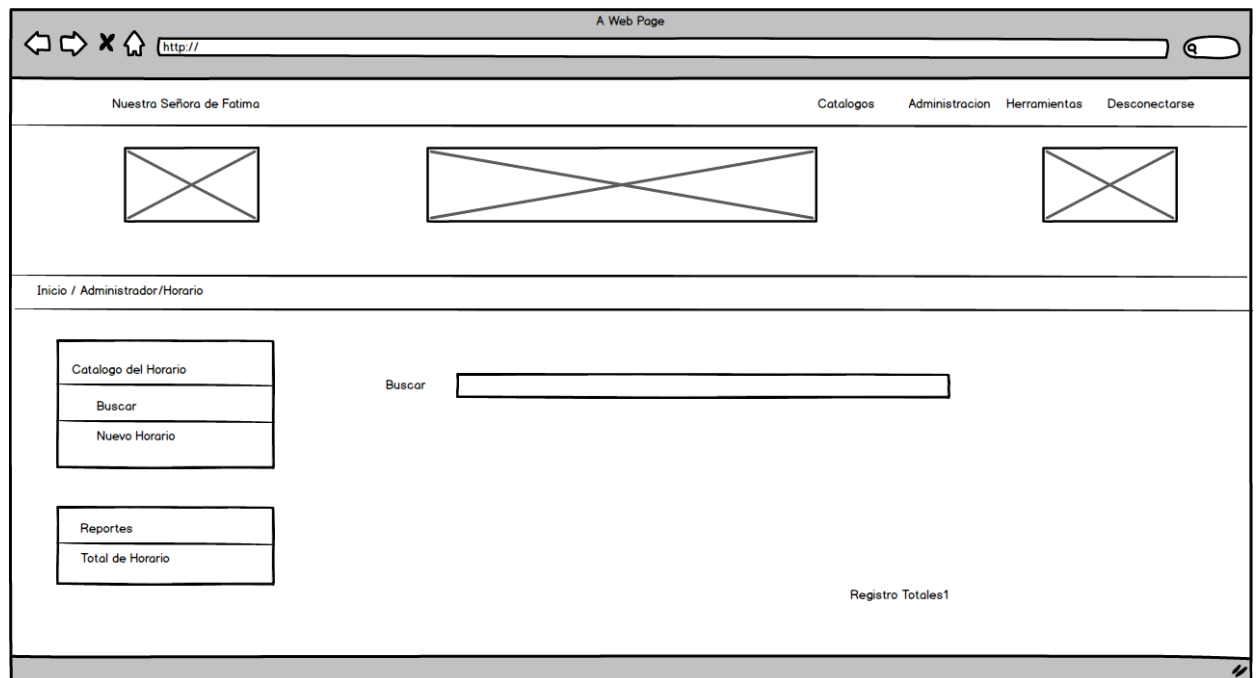 A Web Page
http://
Nuestra Señora de Fatima Catalogos Administracion Herramientas Desconectarse
Inicio / Administrador/Horario
Catalogo del Horario
Buscar
Nuevo Horario
Buscar
Reportes
Total de Horario
Registro Totales1